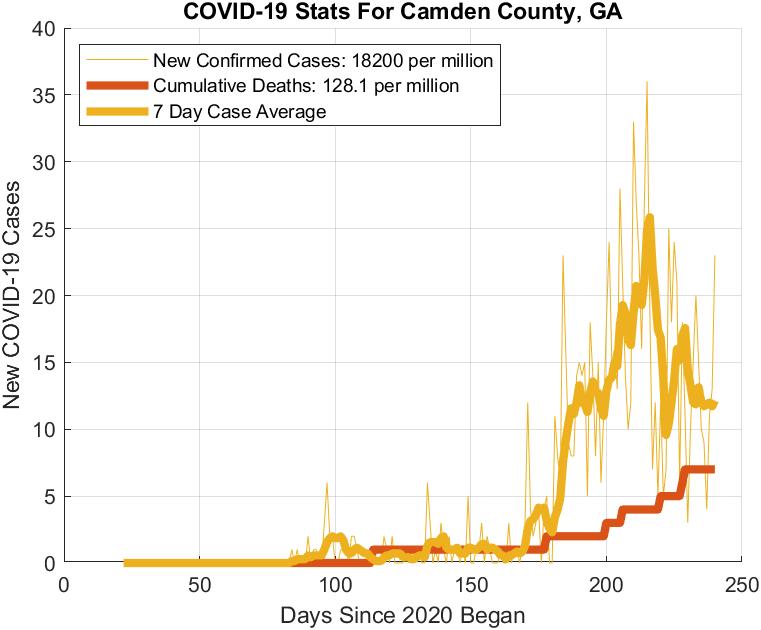 COVID-19 Stats For Camden County, GA
New Confirmed Cases: 18200 per million
Cumulative Deaths: 128.1 per million
7 Day Case Average
New COVID-19 Cases
40
35
30
25
20
15
10
5
0
0 50 100 150 200 250
Days Since 2020 Began